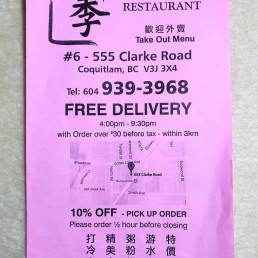 季
RESTAURANT
歡迎外賣
Take Out Menu
#6 - 555 Clarke Road
Coquitlam, BC V3J 3X4
Tel: 604 939-3968
FREE DELIVERY
4:00pm - 9:30pm
with Order over $30 before tax - within 3km
555 Clarke Road
10% OFF - PICK UP ORDER
Please order ½ hour before closing
打 精 粥 游 特
冷 美 粉 水 價